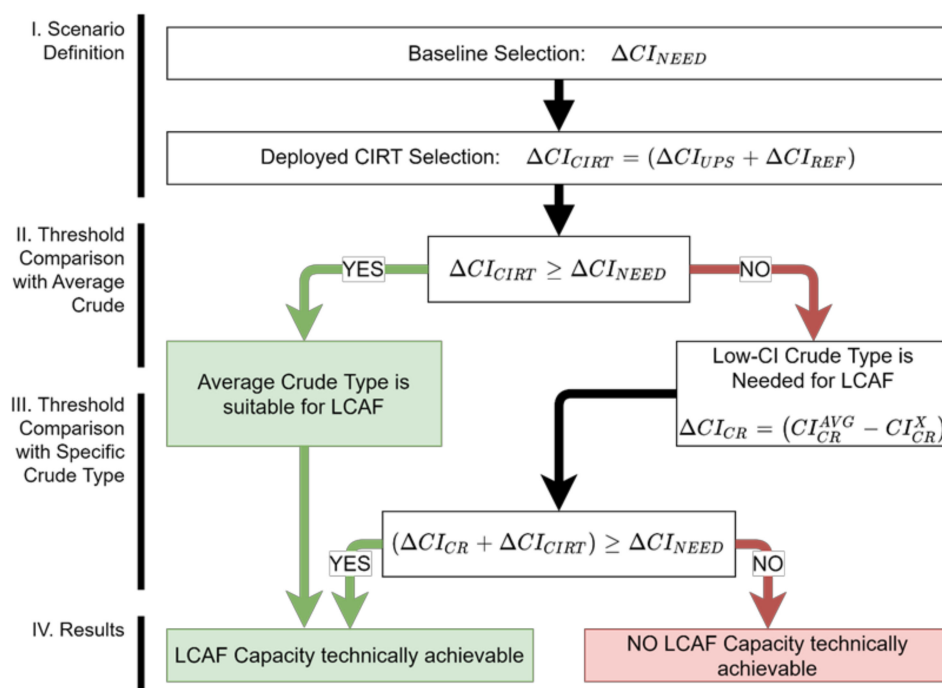 I. Scenario
Definition
Baseline Selection: ΔCI_NEED
Deployed CIRT Selection: ΔCI_CIRT = (ΔCI_UPS + ΔCI_REF)
II. Threshold
Comparison
with Average
Crude
ΔCI_CIRT ≥ ΔCI_NEED
YES
NO
Average Crude Type is
suitable for LCAF
Low-CI Crude Type is
Needed for LCAF
ΔCI_CR = (CI_CR^AVG − CI_CR^X)
III. Threshold
Comparison
with Specific
Crude Type
(ΔCI_CR + ΔCI_CIRT) ≥ ΔCI_NEED
YES
NO
IV. Results
LCAF Capacity technically achievable
NO LCAF Capacity technically
achievable